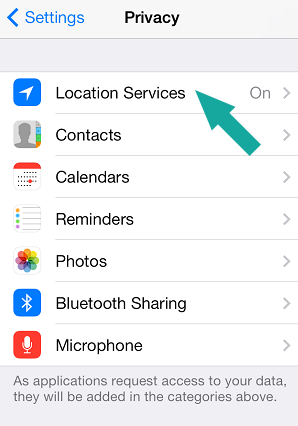 Settings Privacy
Location Services On
Contacts
Calendars
Reminders
Photos
Bluetooth Sharing
Microphone
As applications request access to your data,
they will be added in the categories above.